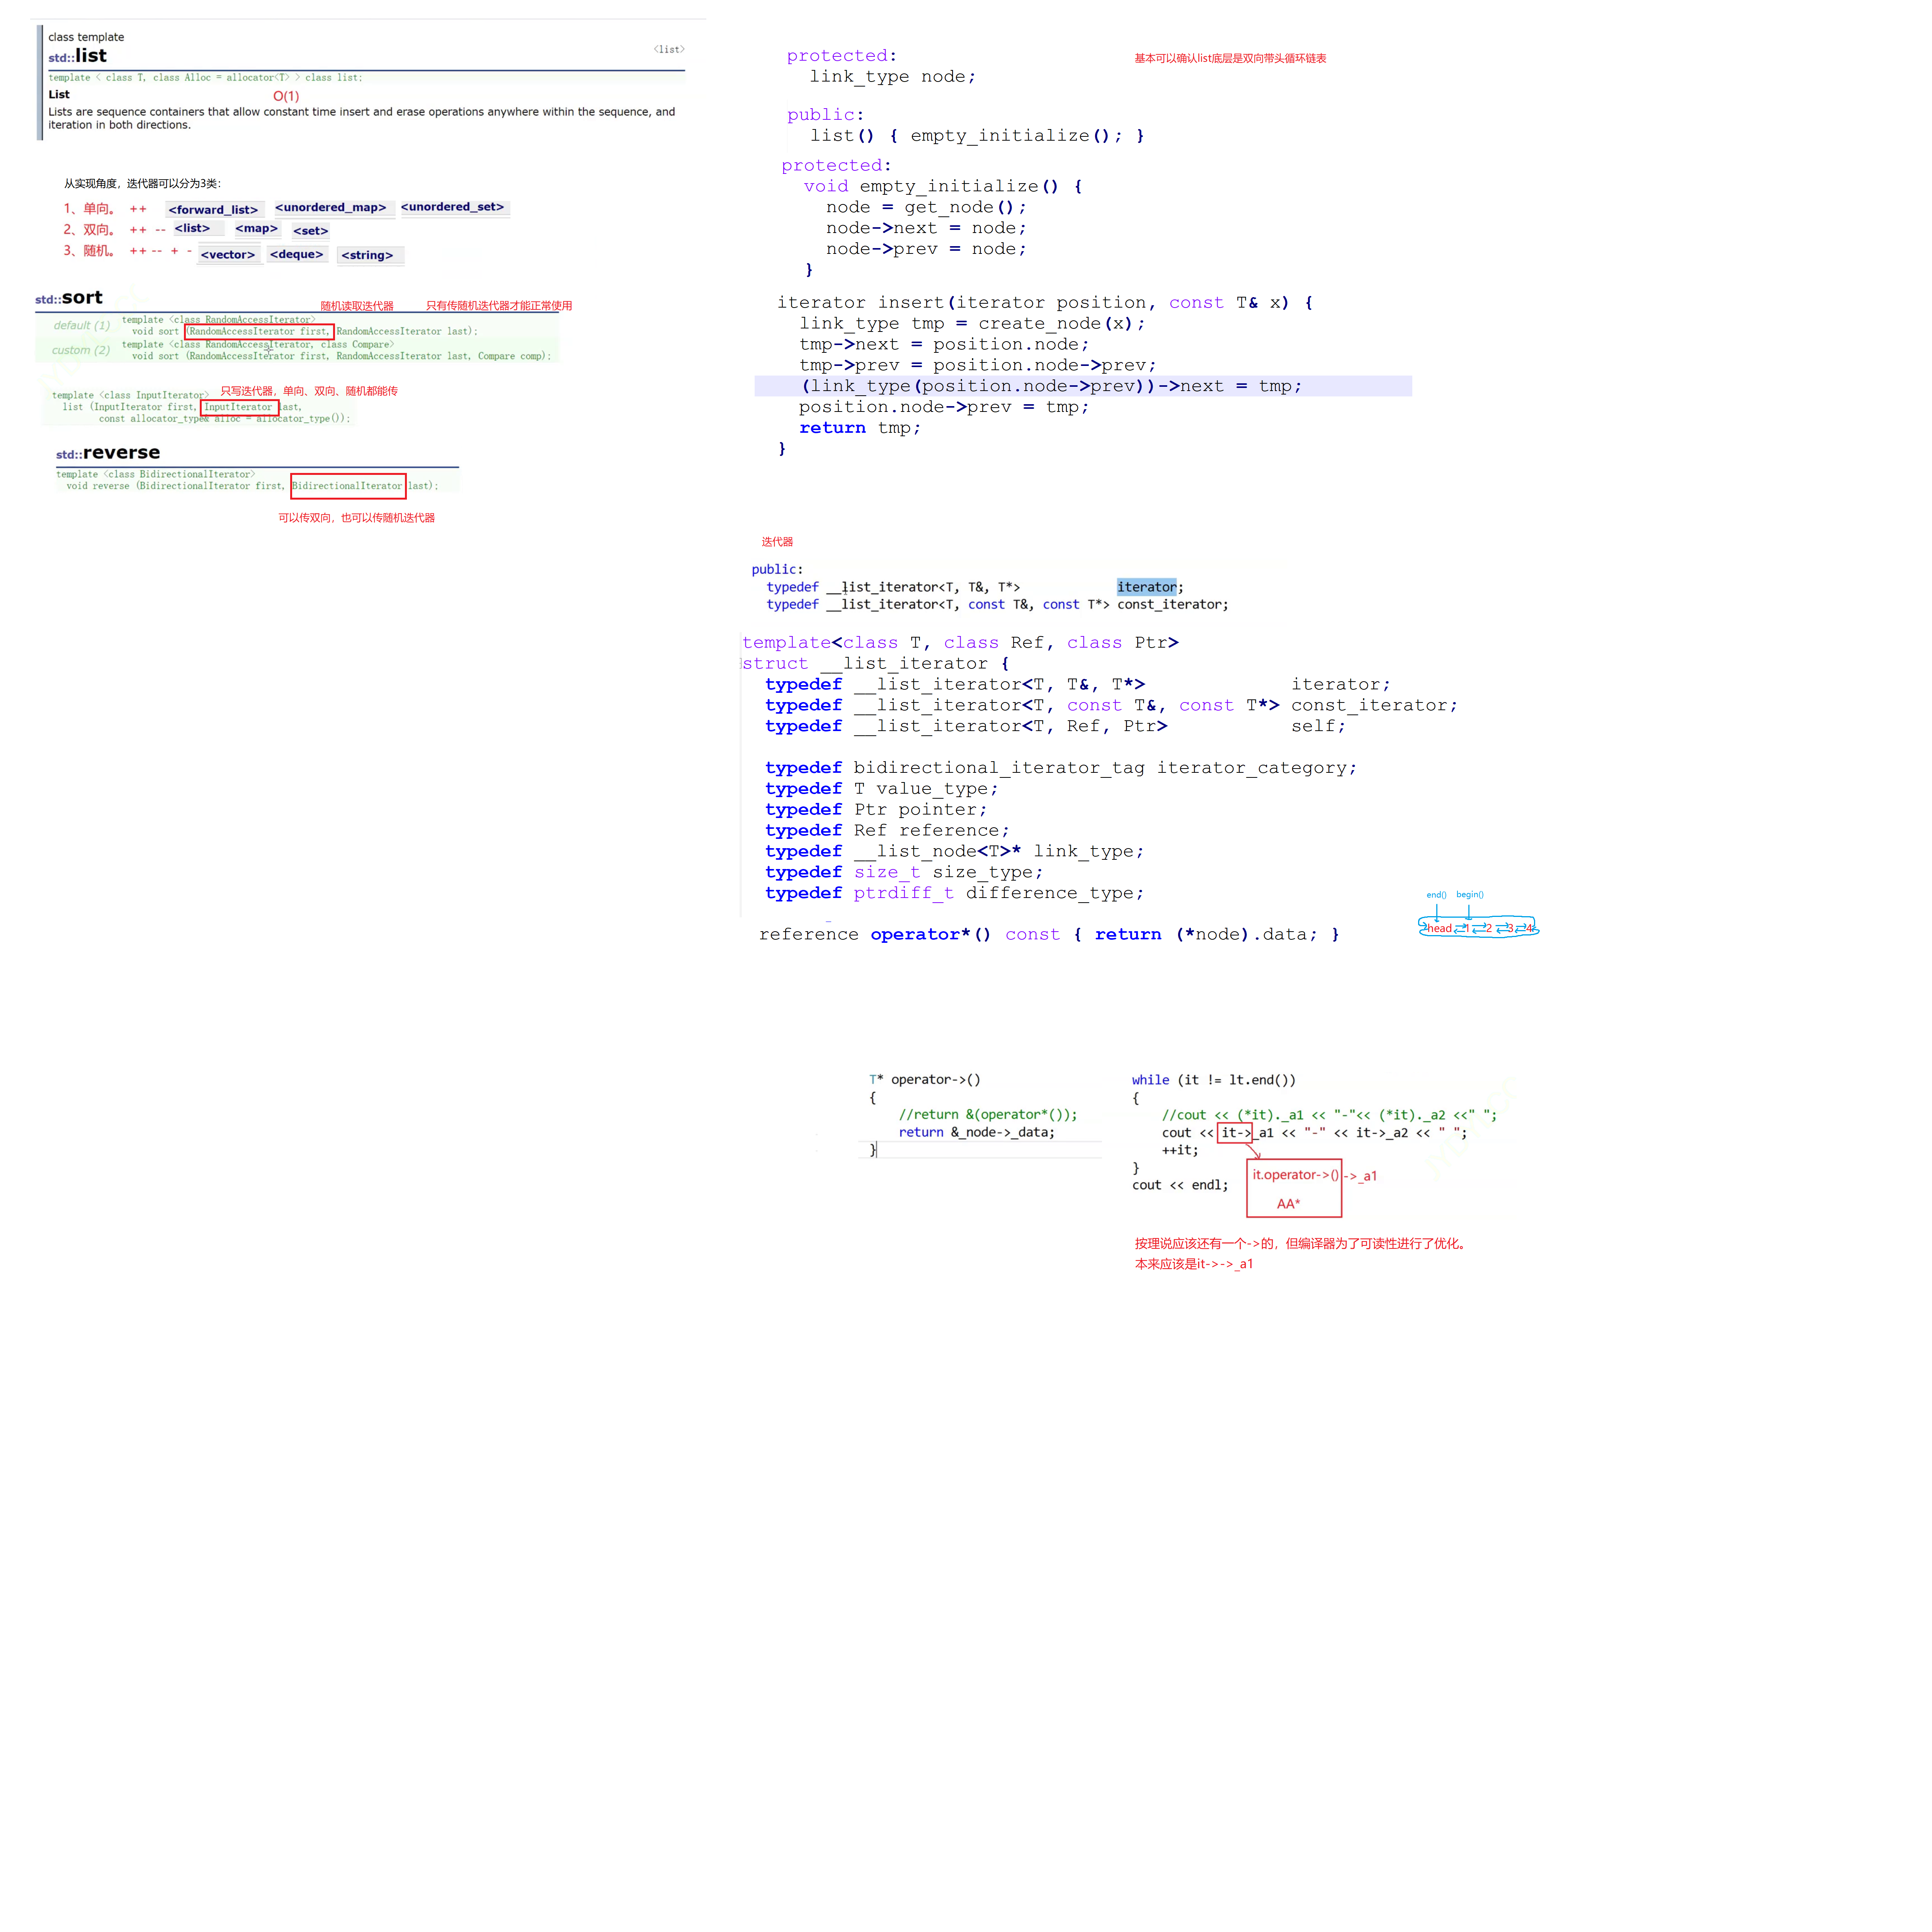 class template
std::list
<list>
template < class T, class Alloc = allocator<T> > class list;
List
O(1)
Lists are sequence containers that allow constant time insert and erase operations anywhere within the sequence, and
iteration in both directions.
从实现角度，迭代器可以分为3类：
1、单向。 ++ <forward_list> <unordered_map> <unordered_set>
2、双向。 ++ -- <list> <map> <set>
3、随机。 ++ -- + - <vector> <deque> <string>
std::sort
随机读取迭代器 只有传随机迭代器才能正常使用
default (1)
template <class RandomAccessIterator>
void sort (RandomAccessIterator first, RandomAccessIterator last);
custom (2)
template <class RandomAccessIterator, class Compare>
void sort (RandomAccessIterator first, RandomAccessIterator last, Compare comp);
只写迭代器，单向、双向、随机都能传
template <class InputIterator>
list (InputIterator first, InputIterator last,
const allocator_type& alloc = allocator_type());
std::reverse
template <class BidirectionalIterator>
void reverse (BidirectionalIterator first, BidirectionalIterator last);
可以传双向，也可以传随机迭代器
基本可以确认list底层是双向带头循环链表
protected:
link_type node;
public:
list() { empty_initialize(); }
protected:
void empty_initialize() {
node = get_node();
node->next = node;
node->prev = node;
}
iterator insert(iterator position, const T& x) {
link_type tmp = create_node(x);
tmp->next = position.node;
tmp->prev = position.node->prev;
(link_type(position.node->prev))->next = tmp;
position.node->prev = tmp;
return tmp;
}
迭代器
public:
typedef __list_iterator<T, T&, T*> iterator;
typedef __list_iterator<T, const T&, const T*> const_iterator;
template<class T, class Ref, class Ptr>
struct __list_iterator {
typedef __list_iterator<T, T&, T*> iterator;
typedef __list_iterator<T, const T&, const T*> const_iterator;
typedef __list_iterator<T, Ref, Ptr> self;
typedef bidirectional_iterator_tag iterator_category;
typedef T value_type;
typedef Ptr pointer;
typedef Ref reference;
typedef __list_node<T>* link_type;
typedef size_t size_type;
typedef ptrdiff_t difference_type;
reference operator*() const { return (*node).data; }
end() begin()
head 1 2 3 4
T* operator->()
{
//return &(operator*());
return &_node->_data;
}
while (it != lt.end())
{
//cout << (*it)._a1 << "-"<< (*it)._a2 <<" ";
cout << it->_a1 << "-" << it->_a2 << " ";
++it;
}
cout << endl;
it.operator->()->_a1
AA*
按理说应该还有一个->的，但编译器为了可读性进行了优化。
本来应该是it->->_a1